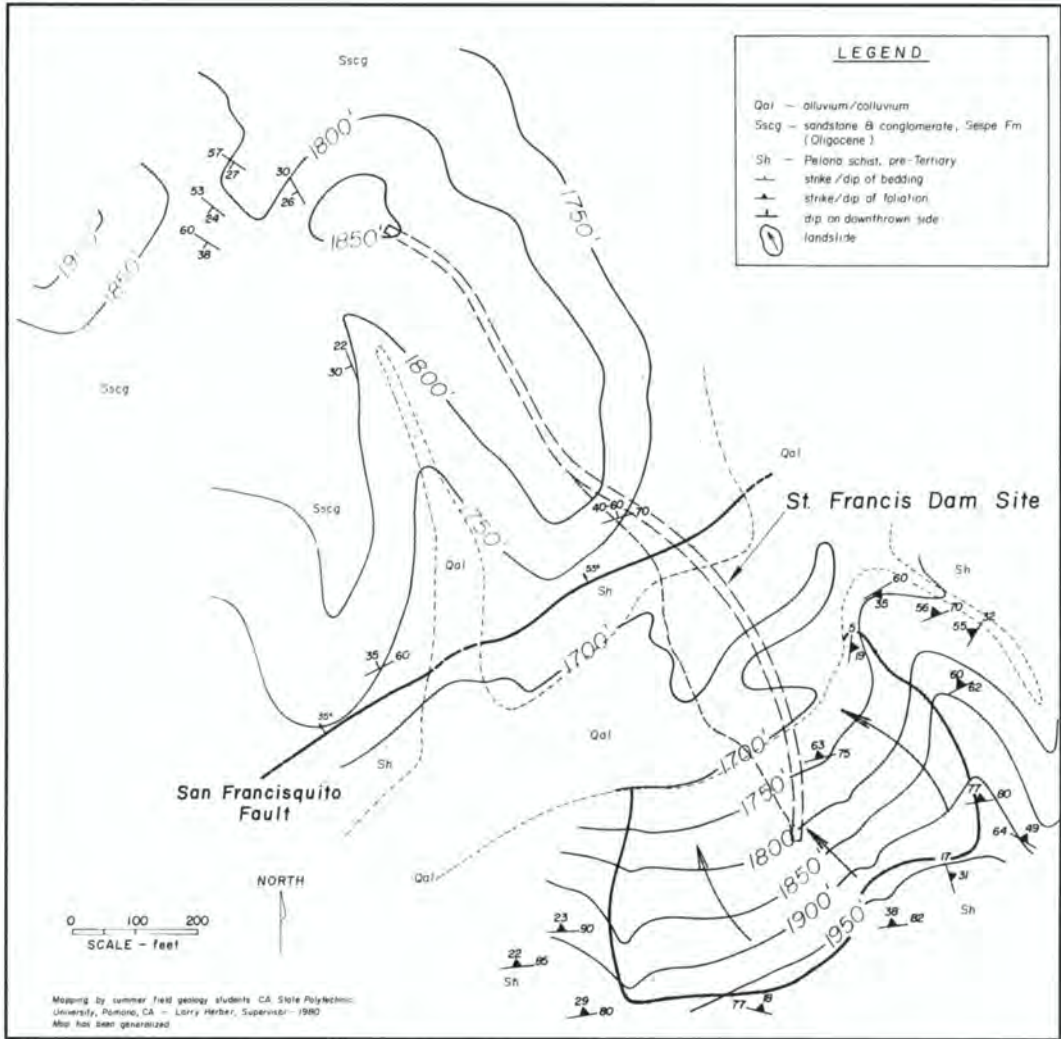 LEGEND
Qal — alluvium/colluvium
Sscg — sandstone & conglomerate, Sespe Fm
(Oligocene)
Sh — Pelona schist, pre-Tertiary
strike/dip of bedding
strike/dip of foliation
dip on downthrown side
landslide
Sscg
1800'
57
27
30
26
53
24
60
38
1850'
1750'
1850'
22
30
1800'
Sscg
Sscg
Qal
40
60
70
St. Francis Dam Site
750'
Qal
55°
Sh
Sh
60
35
56
70
55
32
1700'
5
19
35
60
60
62
35°
Qal
Sh
1700'
63
75
San Francisquito
Fault
1750'
77
80
64
49
1800'
17
31
Qal
1850'
Sh
NORTH
1900'
38
82
0 100 200
SCALE – feet
1950'
23
90
22
85
Sh
29
80
77
18
Mapping by summer field geology students CA. State Polytechnic
University, Pomona, CA — Larry Herber, Supervisor – 1980
Map has been generalized